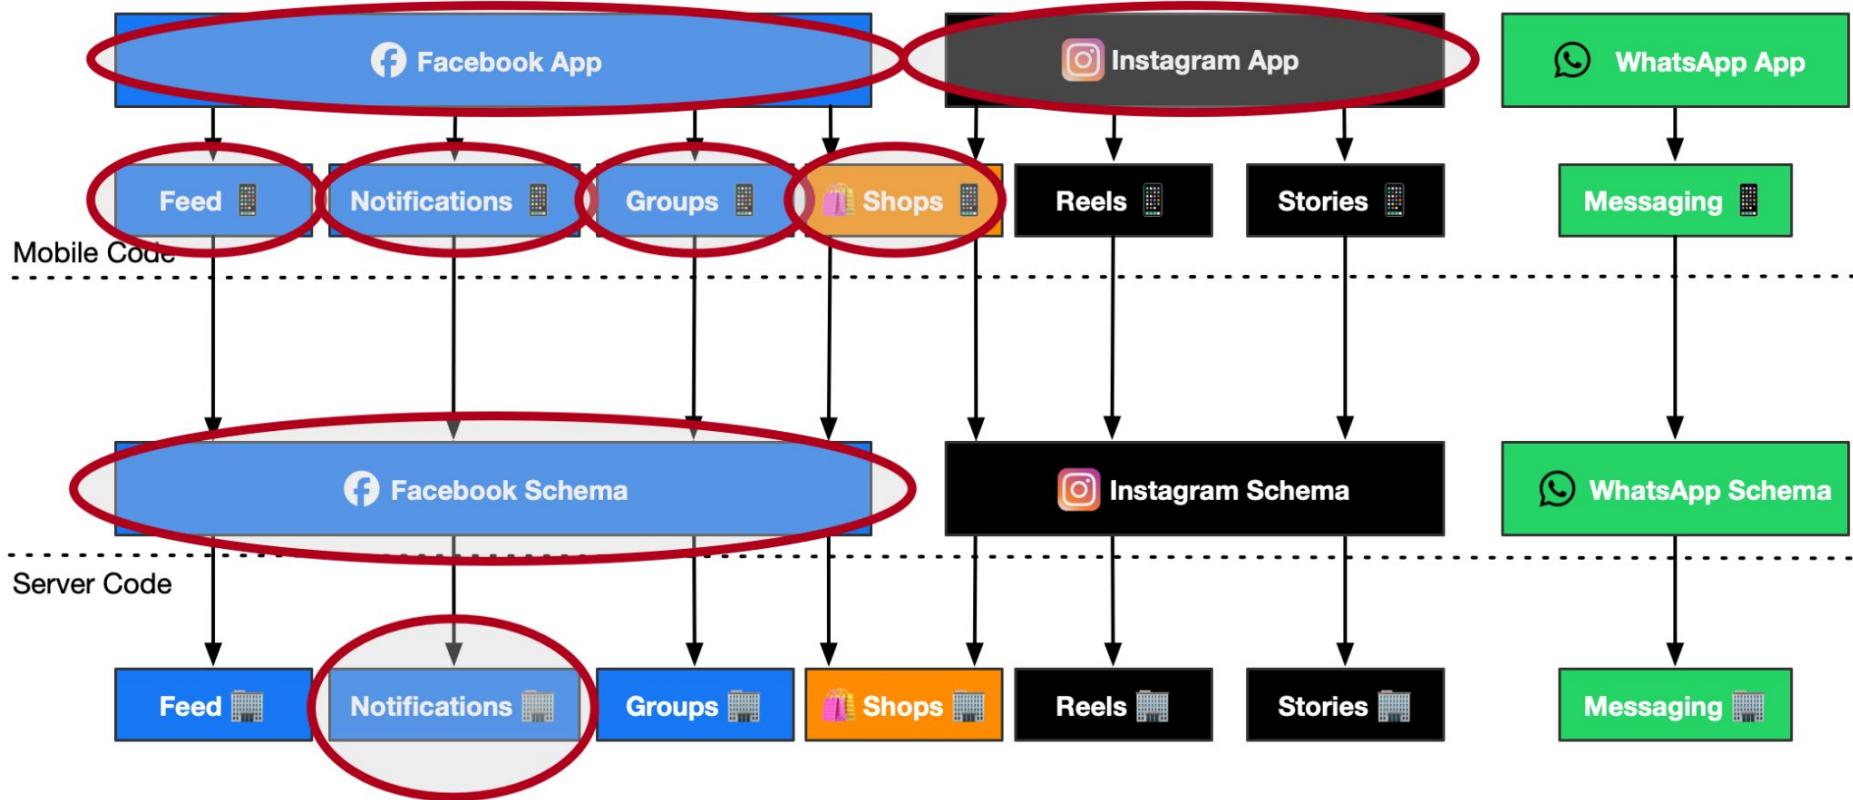 Facebook App
Instagram App
WhatsApp App
Feed
Notifications
Groups
Shops
Reels
Stories
Messaging
Mobile Code
Facebook Schema
Instagram Schema
WhatsApp Schema
Server Code
Feed
Notifications
Groups
Shops
Reels
Stories
Messaging